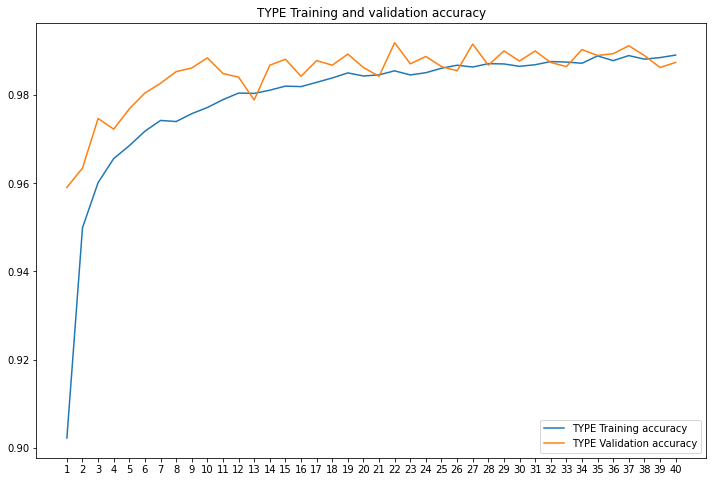 TYPE Training and validation accuracy
0.98
0.96
0.94
0.92
0.90
1 2 3 4 5 6 7 8 9 10 11 12 13 14 15 16 17 18 19 20 21 22 23 24 25 26 27 28 29 30 31 32 33 34 35 36 37 38 39 40
TYPE Training accuracy
TYPE Validation accuracy